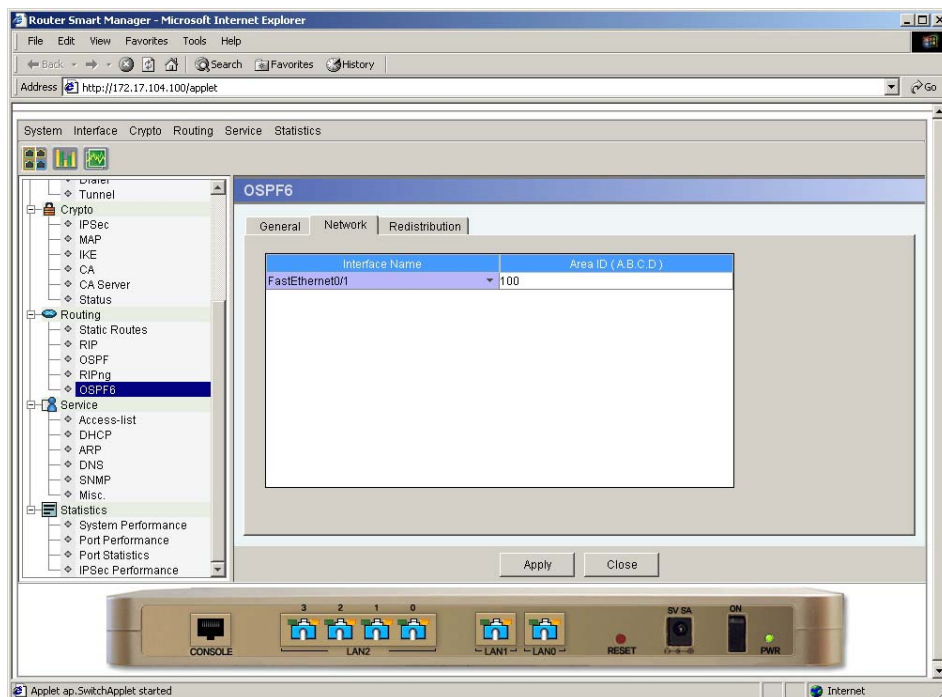 Router Smart Manager - Microsoft Internet Explorer
File Edit View Favorites Tools Help
Back Search Favorites History
Address http://172.17.104.100/applet Go
System Interface Crypto Routing Service Statistics
Dialer
Tunnel
Crypto
IPSec
MAP
IKE
CA
CA Server
Status
Routing
Static Routes
RIP
OSPF
RIPng
OSPF6
Service
Access-list
DHCP
ARP
DNS
SNMP
Misc.
Statistics
System Performance
Port Performance
Port Statistics
IPSec Performance
OSPF6
General Network Redistribution
Interface Name Area ID ( A.B.C.D )
FastEthernet0/1 100
Apply Close
3 2 1 0
CONSOLE LAN2 LAN1 LAN0 RESET
5V 5A ON
PWR
Applet ap.SwitchApplet started Internet